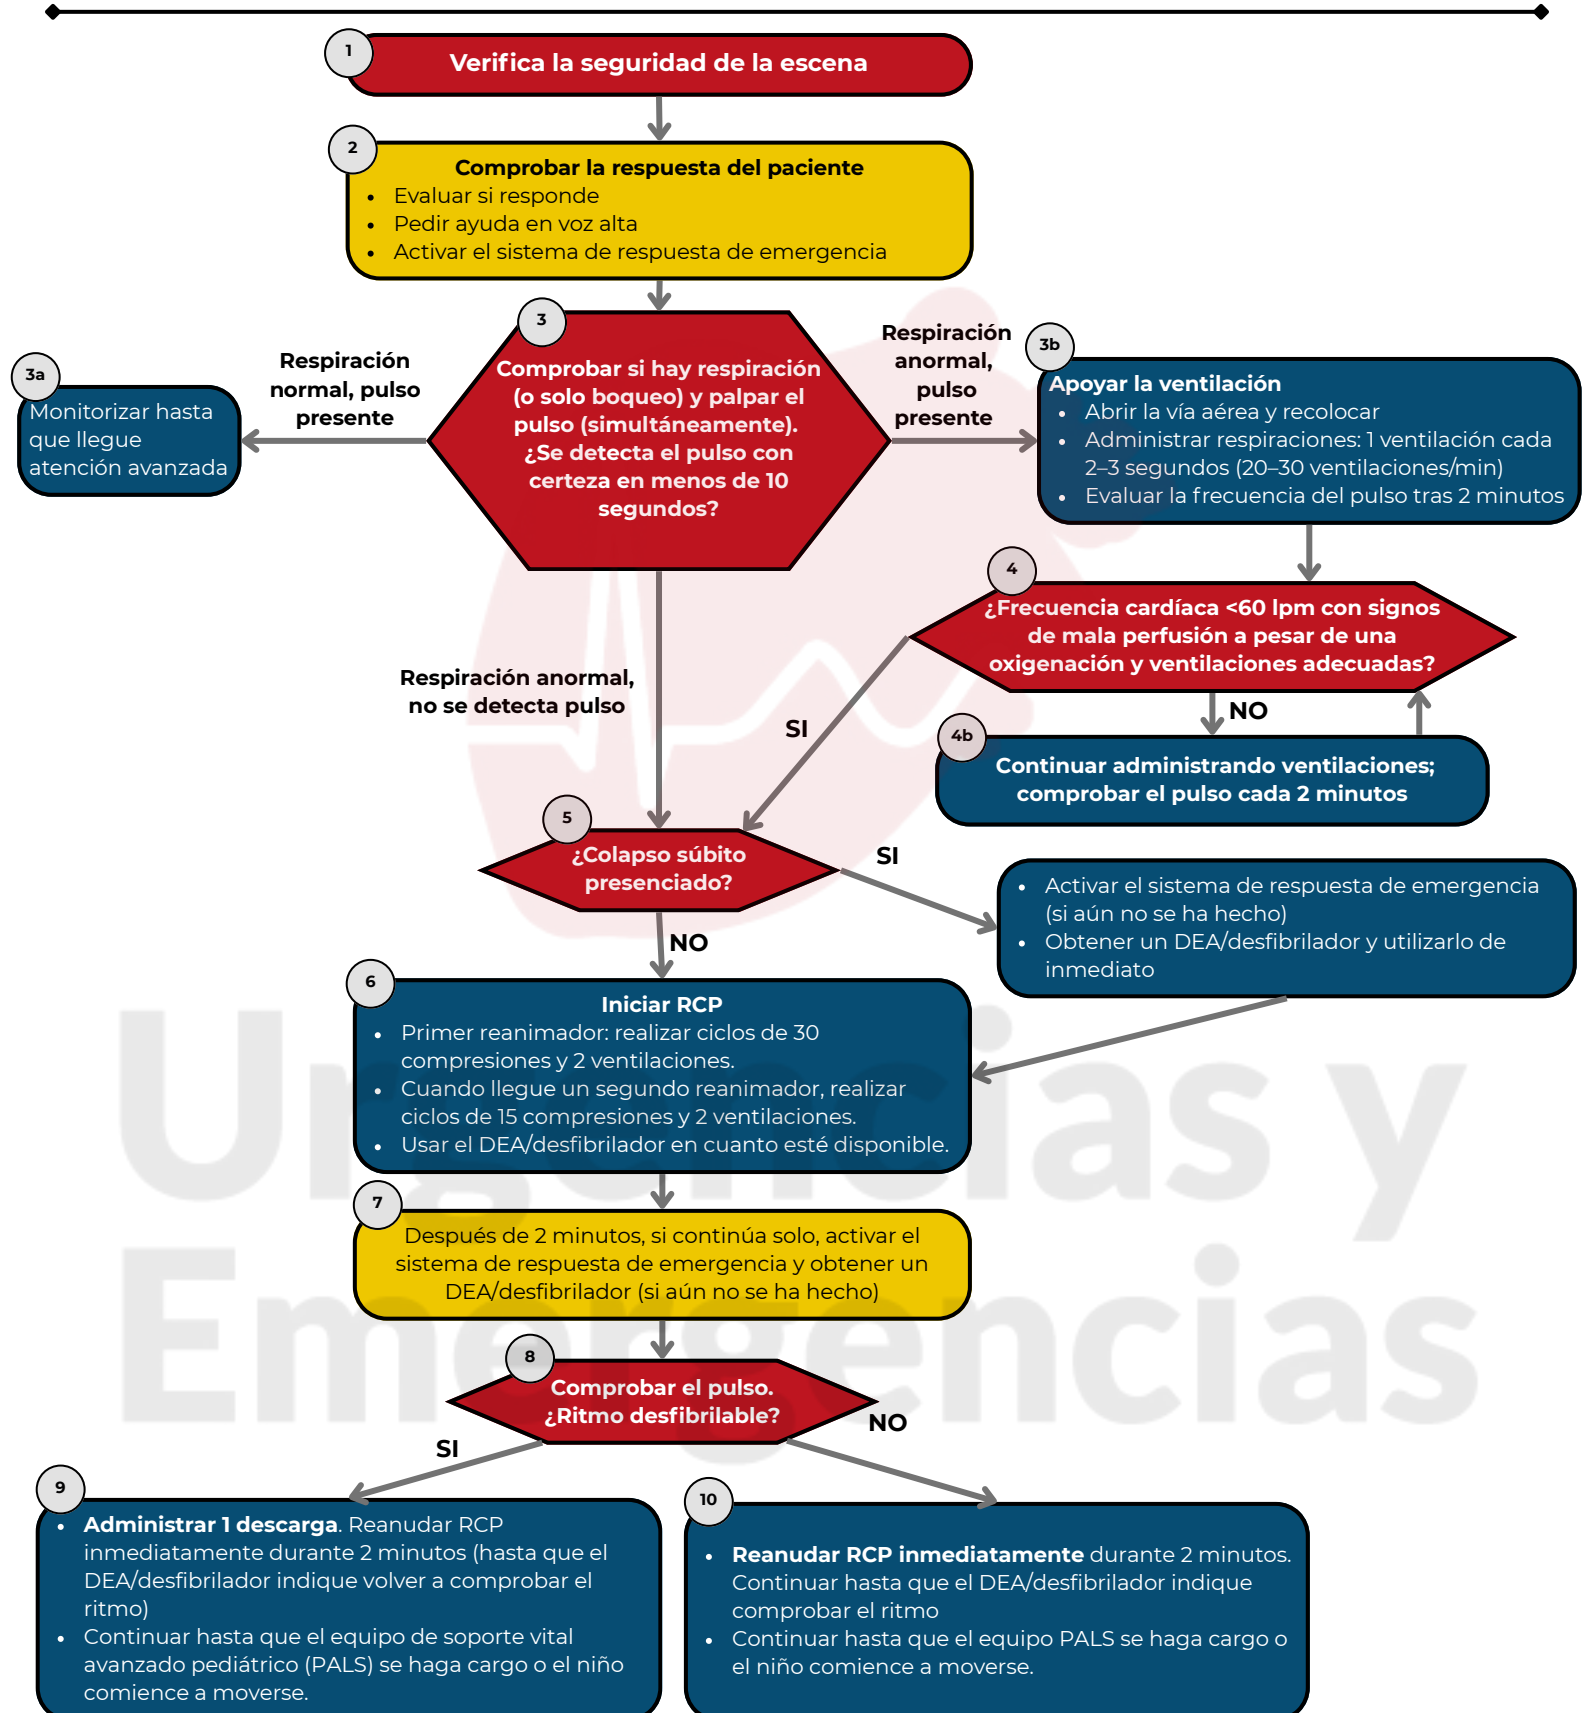 1
Verifica la seguridad de la escena
2
Comprobar la respuesta del paciente
• Evaluar si responde
• Pedir ayuda en voz alta
• Activar el sistema de respuesta de emergencia
3
Comprobar si hay respiración
(o solo boqueo) y palpar el
pulso (simultáneamente).
¿Se detecta el pulso con
certeza en menos de 10
segundos?
Respiración
normal, pulso
presente
3a
Monitorizar hasta
que llegue
atención avanzada
Respiración
anormal,
pulso
presente
3b
Apoyar la ventilación
• Abrir la vía aérea y recolocar
• Administrar respiraciones: 1 ventilación cada
2–3 segundos (20–30 ventilaciones/min)
• Evaluar la frecuencia del pulso tras 2 minutos
4
¿Frecuencia cardíaca <60 lpm con signos
de mala perfusión a pesar de una
oxigenación y ventilaciones adecuadas?
NO
SI
4b
Continuar administrando ventilaciones;
comprobar el pulso cada 2 minutos
Respiración anormal,
no se detecta pulso
5
¿Colapso súbito
presenciado?
SI
• Activar el sistema de respuesta de emergencia
(si aún no se ha hecho)
• Obtener un DEA/desfibrilador y utilizarlo de
inmediato
NO
6
Iniciar RCP
• Primer reanimador: realizar ciclos de 30
compresiones y 2 ventilaciones.
• Cuando llegue un segundo reanimador, realizar
ciclos de 15 compresiones y 2 ventilaciones.
• Usar el DEA/desfibrilador en cuanto esté disponible.
7
Después de 2 minutos, si continúa solo, activar el
sistema de respuesta de emergencia y obtener un
DEA/desfibrilador (si aún no se ha hecho)
8
Comprobar el pulso.
¿Ritmo desfibrilable?
SI
NO
9
• Administrar 1 descarga. Reanudar RCP
inmediatamente durante 2 minutos (hasta que el
DEA/desfibrilador indique volver a comprobar el
ritmo)
• Continuar hasta que el equipo de soporte vital
avanzado pediátrico (PALS) se haga cargo o el niño
comience a moverse.
10
• Reanudar RCP inmediatamente durante 2 minutos.
Continuar hasta que el DEA/desfibrilador indique
comprobar el ritmo
• Continuar hasta que el equipo PALS se haga cargo o
el niño comience a moverse.
Urgencias y
Emergencias